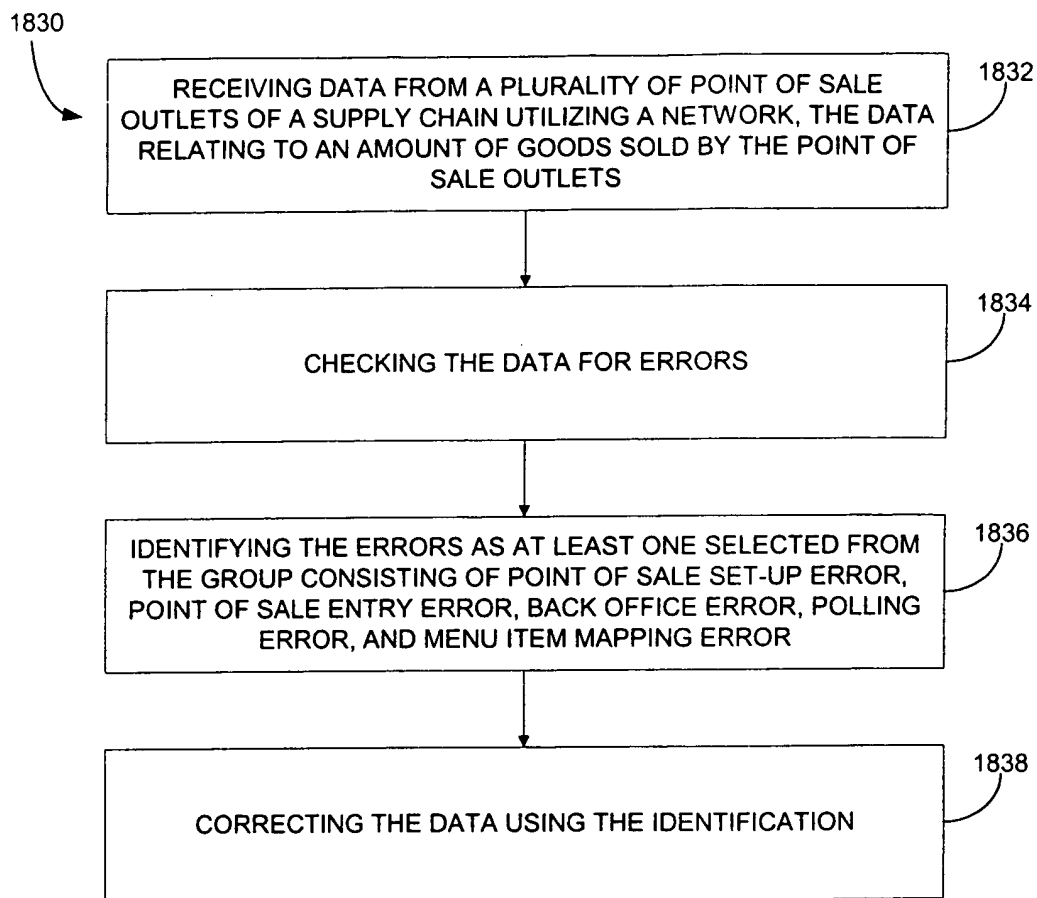 1830
RECEIVING DATA FROM A PLURALITY OF POINT OF SALE
OUTLETS OF A SUPPLY CHAIN UTILIZING A NETWORK, THE DATA
RELATING TO AN AMOUNT OF GOODS SOLD BY THE POINT OF
SALE OUTLETS
1832
CHECKING THE DATA FOR ERRORS
1834
IDENTIFYING THE ERRORS AS AT LEAST ONE SELECTED FROM
THE GROUP CONSISTING OF POINT OF SALE SET-UP ERROR,
POINT OF SALE ENTRY ERROR, BACK OFFICE ERROR, POLLING
ERROR, AND MENU ITEM MAPPING ERROR
1836
CORRECTING THE DATA USING THE IDENTIFICATION
1838